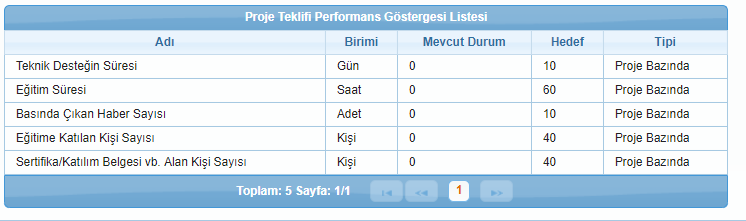 Proje Teklifi Performans Göstergesi Listesi
Adı Birimi Mevcut Durum Hedef Tipi
Teknik Desteğin Süresi Gün 0 10 Proje Bazında
Eğitim Süresi Saat 0 60 Proje Bazında
Basında Çıkan Haber Sayısı Adet 0 10 Proje Bazında
Eğitime Katılan Kişi Sayısı Kişi 0 40 Proje Bazında
Sertifika/Katılım Belgesi vb. Alan Kişi Sayısı Kişi 0 40 Proje Bazında
Toplam: 5 Sayfa: 1/1 1